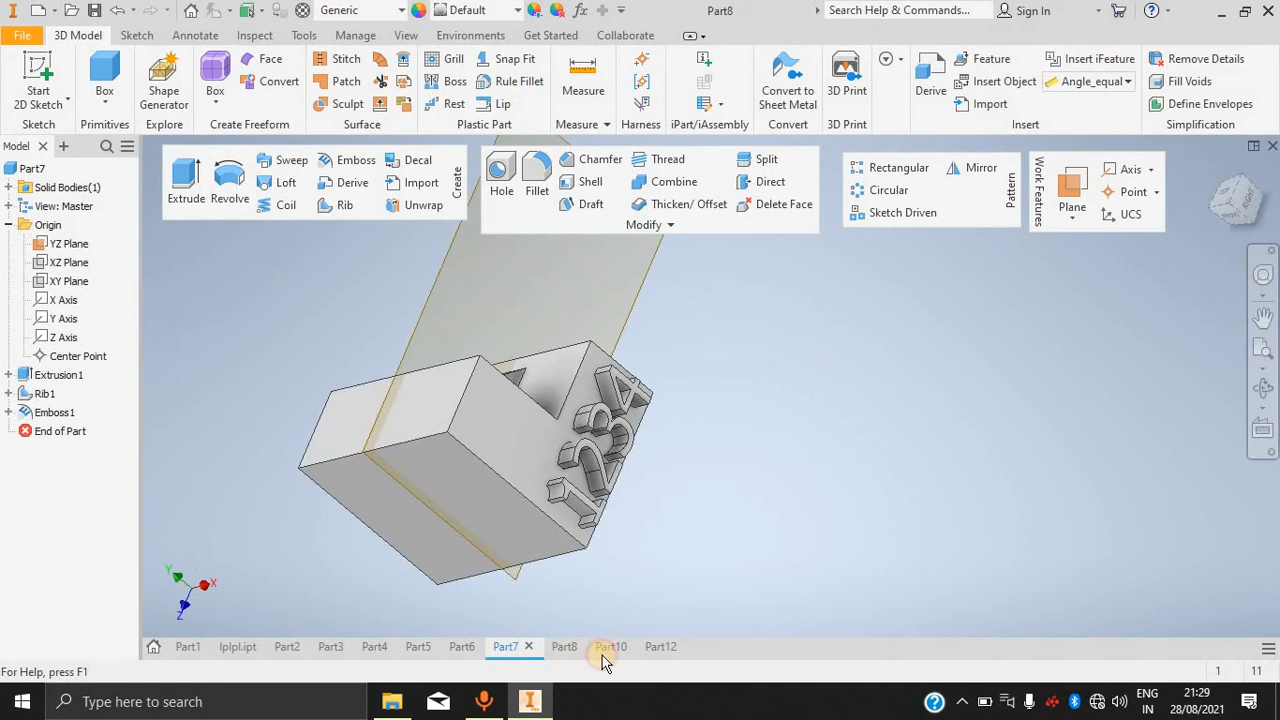 Generic
Default
Part8
Search Help & Commands...
Sign In
File
3D Model
Sketch
Annotate
Inspect
Tools
Manage
View
Environments
Get Started
Collaborate
Start
2D Sketch
Sketch
Box
Primitives
Shape
Generator
Explore
Box
Face
Convert
Create Freeform
Stitch
Patch
Sculpt
Surface
Grill
Boss
Rest
Snap Fit
Rule Fillet
Lip
Plastic Part
Measure
Measure
Harness
iPart/iAssembly
Convert to
Sheet Metal
Convert
3D Print
3D Print
Derive
Feature
Insert Object
Import
Insert iFeature
Angle_equal
Insert
Remove Details
Fill Voids
Define Envelopes
Simplification
Model
Part7
Solid Bodies(1)
View: Master
Origin
YZ Plane
XZ Plane
XY Plane
X Axis
Y Axis
Z Axis
Center Point
Extrusion1
Rib1
Emboss1
End of Part
Extrude
Revolve
Sweep
Loft
Coil
Emboss
Derive
Rib
Decal
Import
Unwrap
Create
Hole
Fillet
Chamfer
Shell
Draft
Thread
Combine
Thicken/ Offset
Split
Direct
Delete Face
Modify
Rectangular
Circular
Sketch Driven
Mirror
Pattern
Work Features
Plane
Axis
Point
UCS
1234
Y
X
Z
Part1
lplpl.ipt
Part2
Part3
Part4
Part5
Part6
Part7
Part8
Part10
Part12
For Help, press F1
1
11
Type here to search
ENG
IN
21:29
28/08/2021